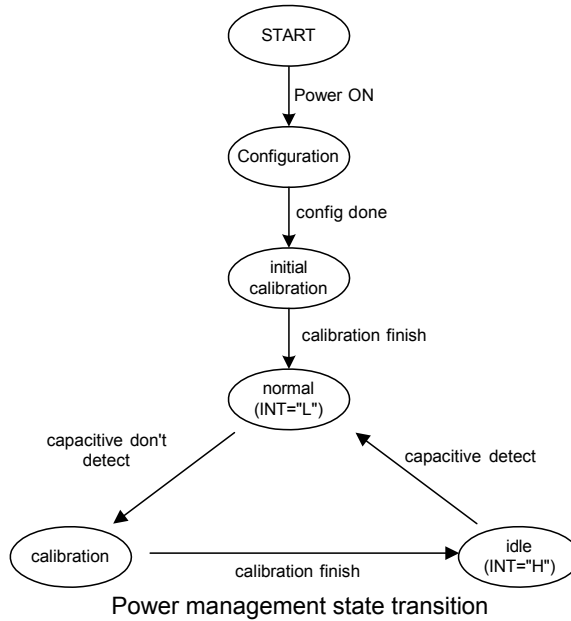 START
Power ON
Configuration
config done
initial
calibration
calibration finish
normal
(INT="L")
capacitive don't
detect
capacitive detect
calibration
calibration finish
idle
(INT="H")
Power management state transition